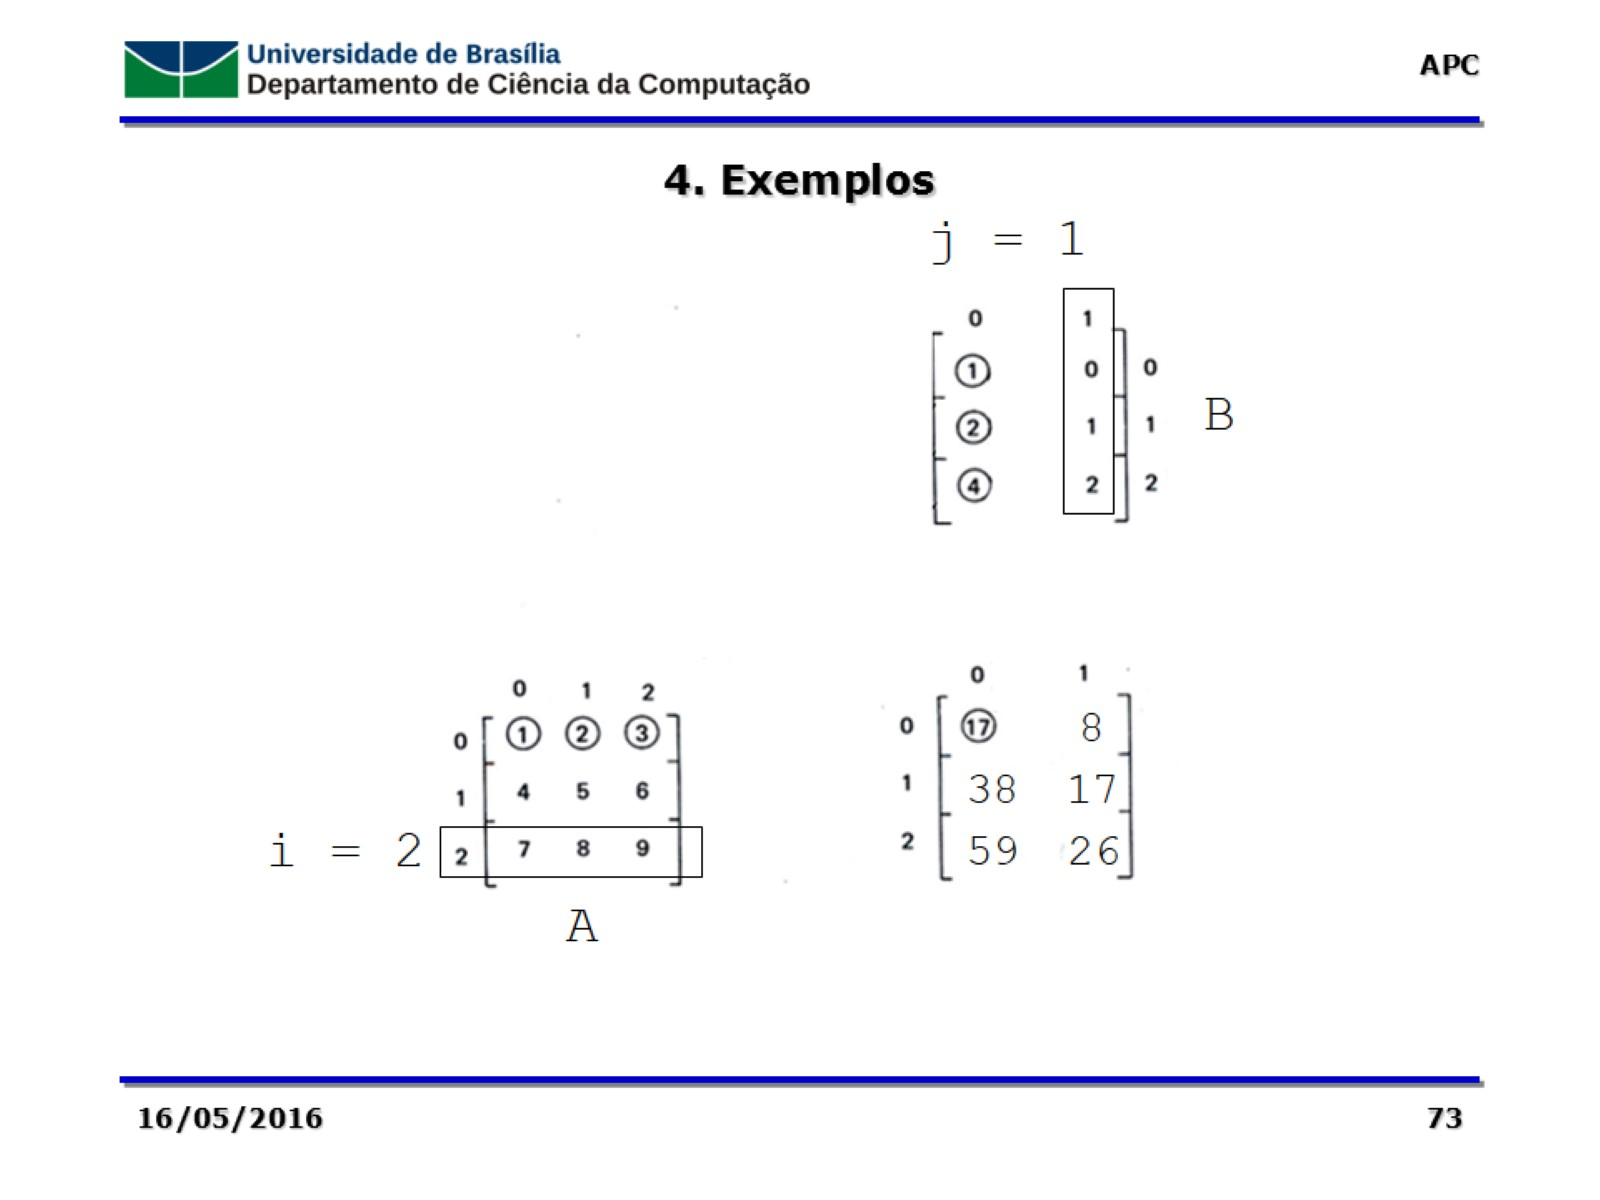 Universidade de Brasília
Departamento de Ciência da Computação
APC
4. Exemplos
j = 1
0 1
1 0 0
2 1 1
4 2 2
B
0 1 2
0 1 2 3
1 4 5 6
i = 2 2 7 8 9
A
0 1
0 17 8
1 38 17
2 59 26
16/05/2016
73